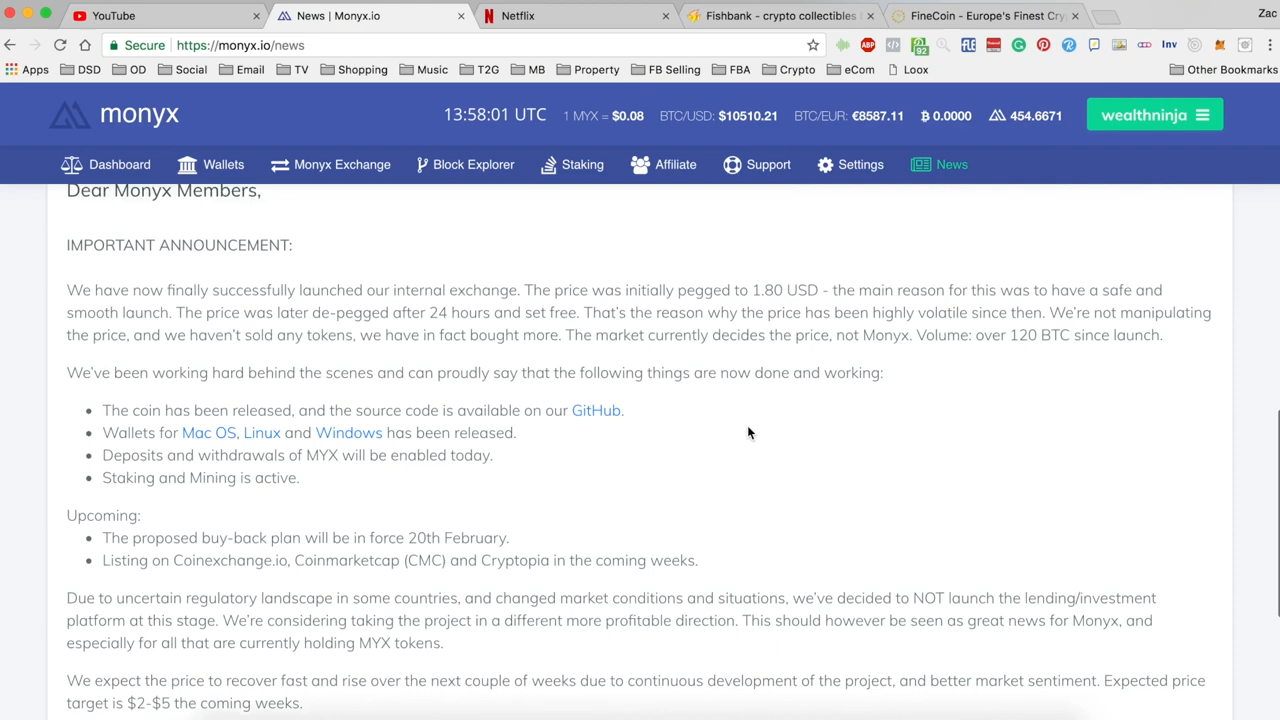 YouTube
News | Monyx.io
Netflix
Fishbank - crypto collectibles
FineCoin - Europe's Finest Cry
Zac
Secure
https://monyx.io/news
ABP
92
Inv
Apps
DSD
OD
Social
Email
TV
Shopping
Music
T2G
MB
Property
FB Selling
FBA
Crypto
eCom
Loox
Other Bookmarks
monyx
13:58:01 UTC
1 MYX = $0.08
BTC/USD: $10510.21
BTC/EUR: €8587.11
0.0000
454.6671
wealthninja
Dashboard
Wallets
Monyx Exchange
Block Explorer
Staking
Affiliate
Support
Settings
News
Dear Monyx Members,
IMPORTANT ANNOUNCEMENT:
We have now finally successfully launched our internal exchange. The price was initially pegged to 1.80 USD - the main reason for this was to have a safe and
smooth launch. The price was later de-pegged after 24 hours and set free. That's the reason why the price has been highly volatile since then. We're not manipulating
the price, and we haven't sold any tokens, we have in fact bought more. The market currently decides the price, not Monyx. Volume: over 120 BTC since launch.
We've been working hard behind the scenes and can proudly say that the following things are now done and working:
• The coin has been released, and the source code is available on our GitHub.
• Wallets for Mac OS, Linux and Windows has been released.
• Deposits and withdrawals of MYX will be enabled today.
• Staking and Mining is active.
Upcoming:
• The proposed buy-back plan will be in force 20th February.
• Listing on Coinexchange.io, Coinmarketcap (CMC) and Cryptopia in the coming weeks.
Due to uncertain regulatory landscape in some countries, and changed market conditions and situations, we've decided to NOT launch the lending/investment
platform at this stage. We're considering taking the project in a different more profitable direction. This should however be seen as great news for Monyx, and
especially for all that are currently holding MYX tokens.
We expect the price to recover fast and rise over the next couple of weeks due to continuous development of the project, and better market sentiment. Expected price
target is $2-$5 the coming weeks.